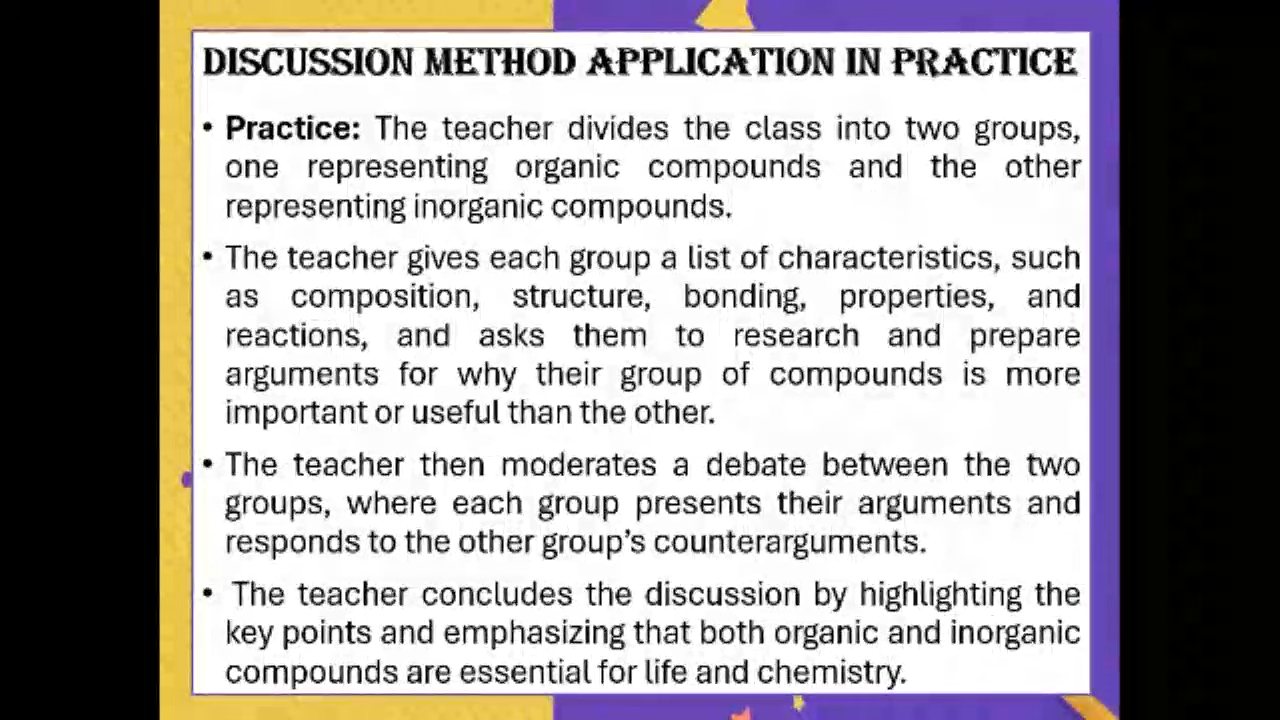 DISCUSSION METHOD APPLICATION IN PRACTICE
• Practice: The teacher divides the class into two groups,
one representing organic compounds and the other
representing inorganic compounds.
• The teacher gives each group a list of characteristics, such
as composition, structure, bonding, properties, and
reactions, and asks them to research and prepare
arguments for why their group of compounds is more
important or useful than the other.
• The teacher then moderates a debate between the two
groups, where each group presents their arguments and
responds to the other group’s counterarguments.
• The teacher concludes the discussion by highlighting the
key points and emphasizing that both organic and inorganic
compounds are essential for life and chemistry.